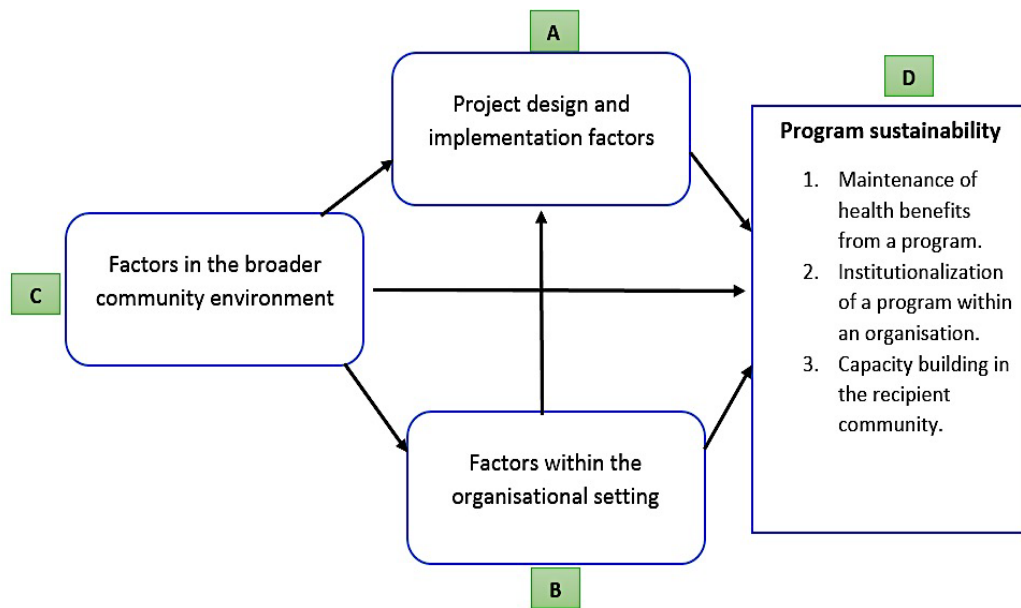 A
Project design and
implementation factors
D
Program sustainability
1. Maintenance of
health benefits
from a program.
2. Institutionalization
of a program within
an organisation.
3. Capacity building in
the recipient
community.
C
Factors in the broader
community environment
Factors within the
organisational setting
B